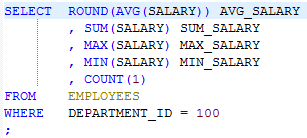 SELECT ROUND(AVG(SALARY)) AVG_SALARY
, SUM(SALARY) SUM_SALARY
, MAX(SALARY) MAX_SALARY
, MIN(SALARY) MIN_SALARY
, COUNT(1)
FROM EMPLOYEES
WHERE DEPARTMENT_ID = 100
;